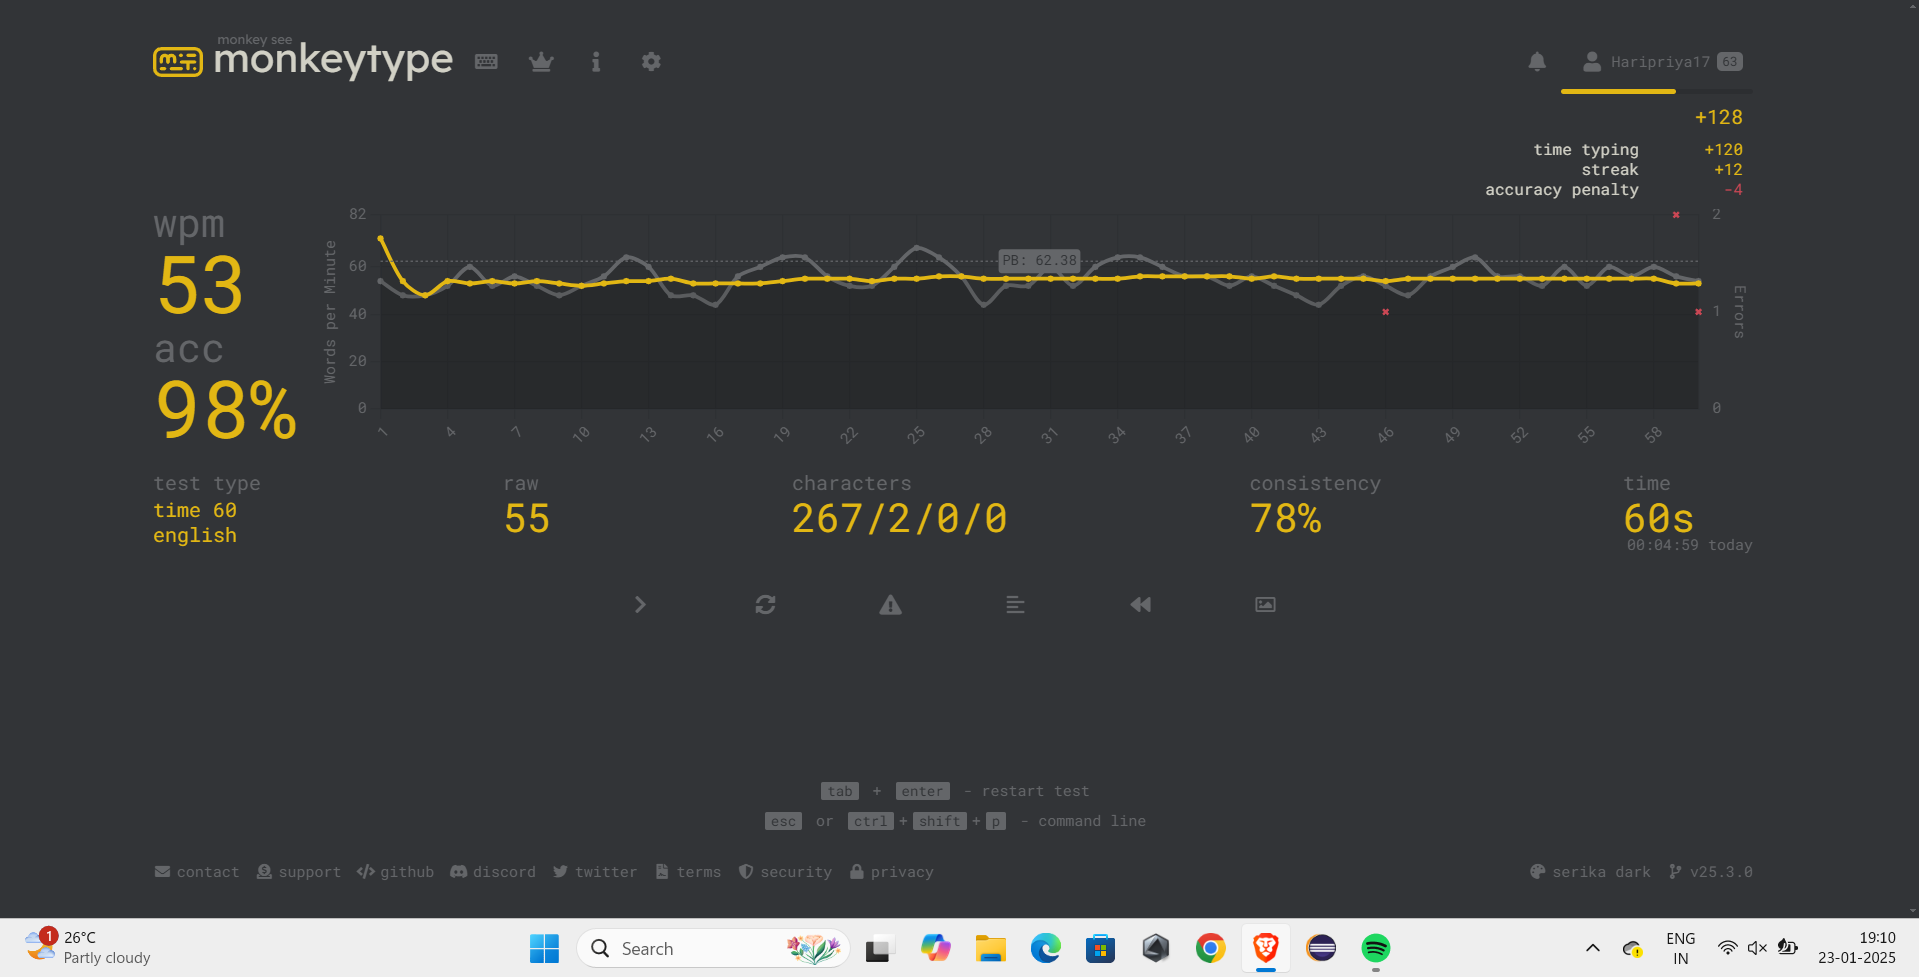 monkey see
monkeytype
Haripriya17 63
+128
time typing +120
streak +12
accuracy penalty -4
wpm
53
acc
98%
Words per Minute
82
60
40
20
0
PB: 62.38
2
1
0
Errors
1 4 7 10 13 16 19 22 25 28 31 34 37 40 43 46 49 52 55 58
test type
time 60
english
raw
55
characters
267/2/0/0
consistency
78%
time
60s
00:04:59 today
tab + enter - restart test
esc or ctrl + shift + p - command line
contact support github discord twitter terms security privacy
serika dark v25.3.0
1
26°C
Partly cloudy
Search
ENG
IN
19:10
23-01-2025